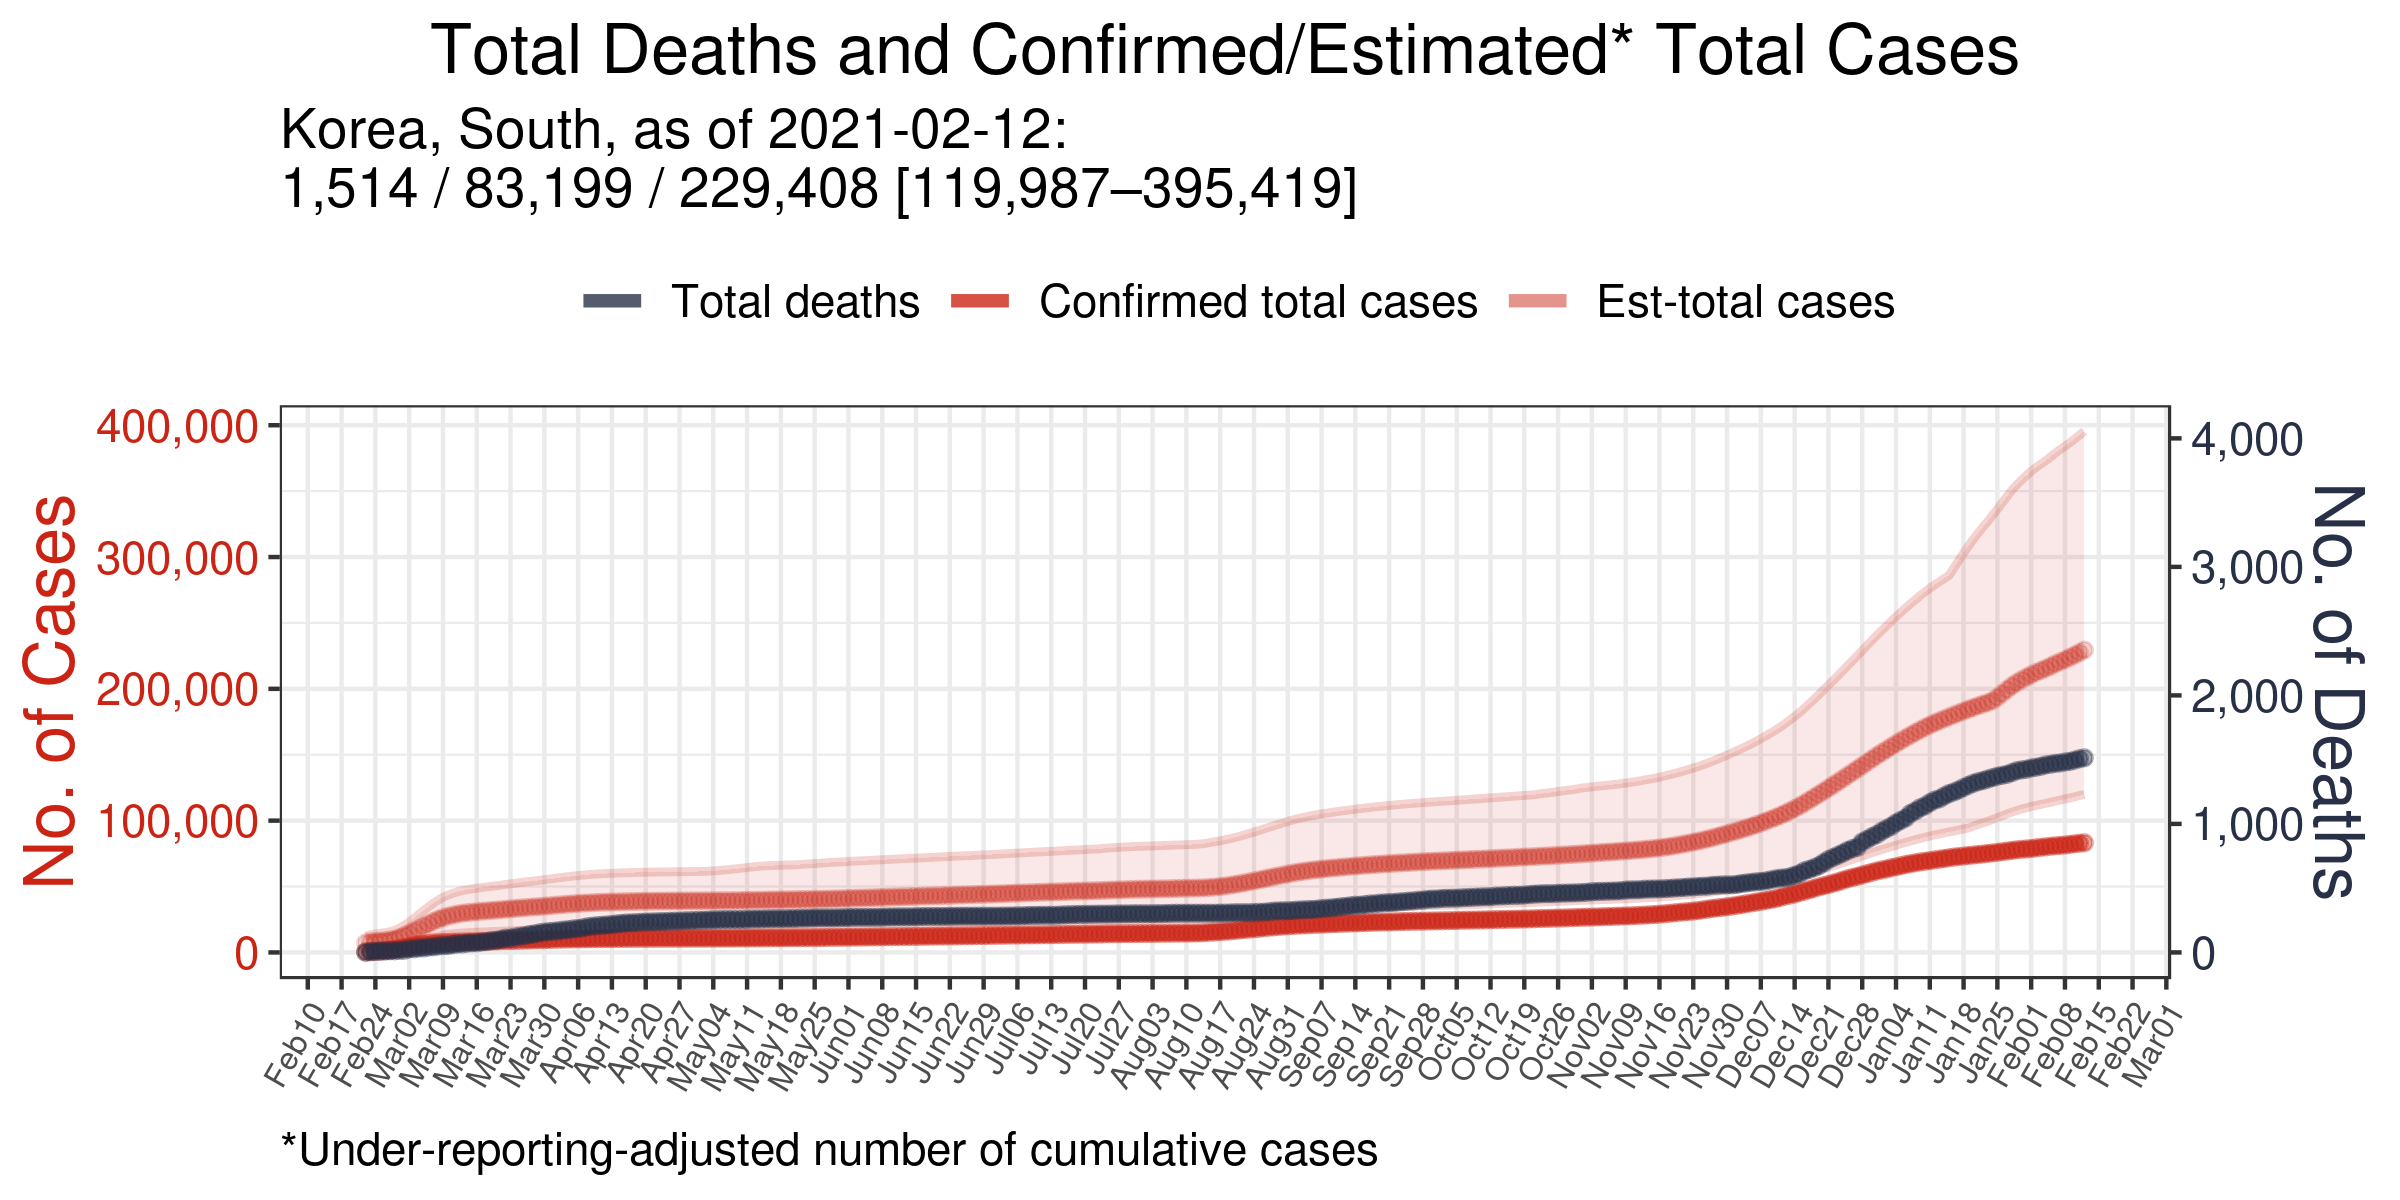 Total Deaths and Confirmed/Estimated* Total Cases
Korea, South, as of 2021-02-12:
1,514 / 83,199 / 229,408 [119,987–395,419]
Total deaths
Confirmed total cases
Est-total cases
No. of Cases
400,000
300,000
200,000
100,000
0
4,000
3,000
2,000
1,000
0
No. of Deaths
Feb10
Feb17
Feb24
Mar02
Mar09
Mar16
Mar23
Mar30
Apr06
Apr13
Apr20
Apr27
May04
May11
May18
May25
Jun01
Jun08
Jun15
Jun22
Jun29
Jul06
Jul13
Jul20
Jul27
Aug03
Aug10
Aug17
Aug24
Aug31
Sep07
Sep14
Sep21
Sep28
Oct05
Oct12
Oct19
Oct26
Nov02
Nov09
Nov16
Nov23
Nov30
Dec07
Dec14
Dec21
Dec28
Jan04
Jan11
Jan18
Jan25
Feb01
Feb08
Feb15
Feb22
Mar01
*Under-reporting-adjusted number of cumulative cases